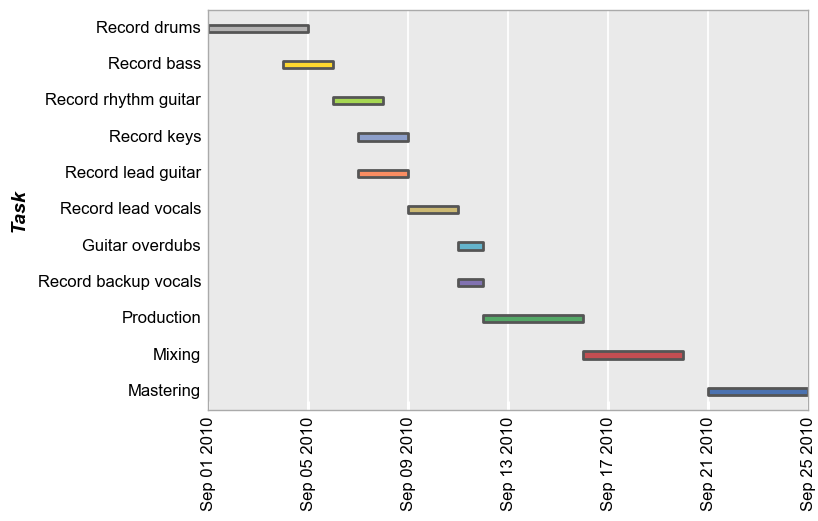 Record drums
Record bass
Record rhythm guitar
Record keys
Record lead guitar
Record lead vocals
Guitar overdubs
Record backup vocals
Production
Mixing
Mastering
Task
Sep 01 2010
Sep 05 2010
Sep 09 2010
Sep 13 2010
Sep 17 2010
Sep 21 2010
Sep 25 2010